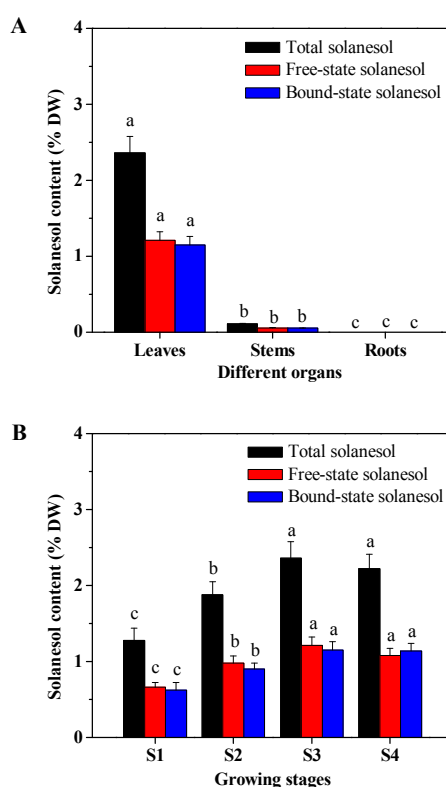 A
Total solanesol
Free-state solanesol
Bound-state solanesol
Solanesol content (% DW)
4
3
2
1
0
a
a a
b b b
c c c
Leaves Stems Roots
Different organs
B
Total solanesol
Free-state solanesol
Bound-state solanesol
Solanesol content (% DW)
4
3
2
1
0
c
c c
b
b b
a
a a
a
a a
S1 S2 S3 S4
Growing stages